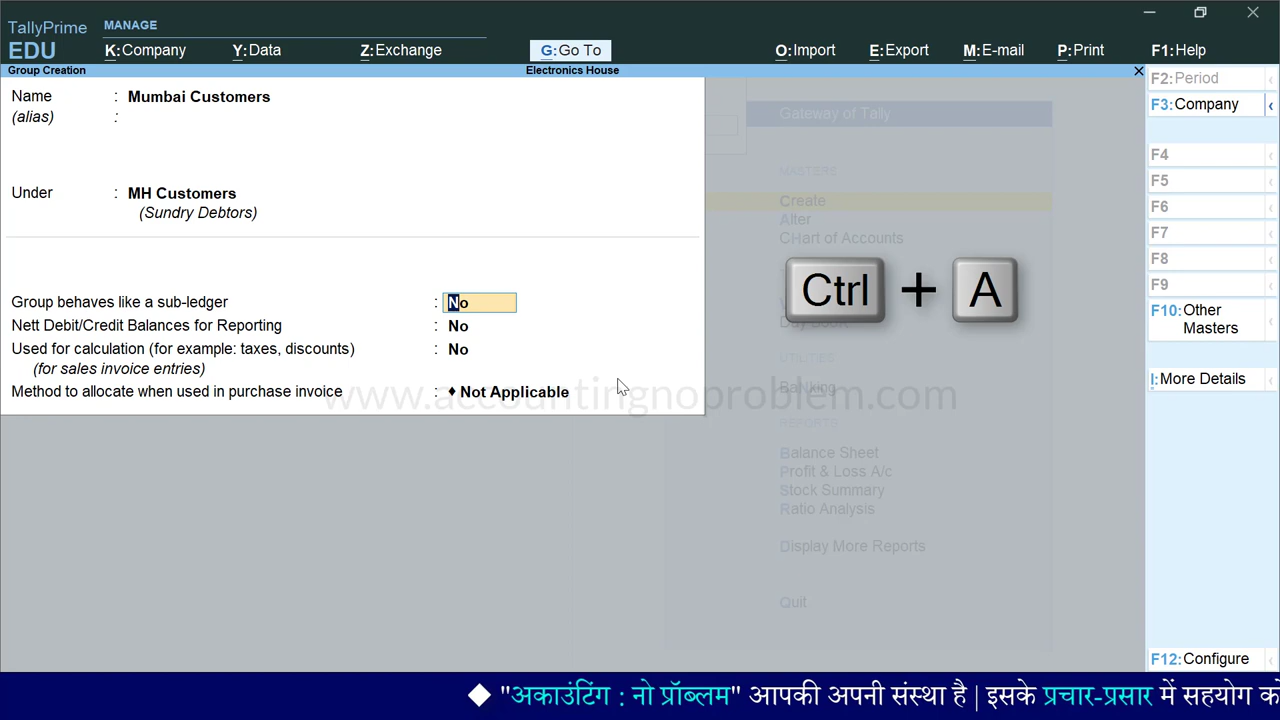 TallyPrime
EDU
MANAGE
K:Company
Y:Data
Z:Exchange
G:Go To
O:Import
E:Export
M:E-mail
P:Print
F1:Help
Group Creation
Electronics House
Name : Mumbai Customers
(alias) :
Under : MH Customers
(Sundry Debtors)
Group behaves like a sub-ledger : No
Nett Debit/Credit Balances for Reporting : No
Used for calculation (for example: taxes, discounts) : No
(for sales invoice entries)
Method to allocate when used in purchase invoice : ♦ Not Applicable
Gateway of Tally
MASTERS
Create
Alter
CHart of Accounts
Ctrl + A
UTILITIES
BaNking
www.accountingnoproblem.com
REPORTS
Balance Sheet
Profit & Loss A/c
Stock Summary
Ratio Analysis
Display More Reports
Quit
F2:Period
F3:Company
F4
F5
F6
F7
F8
F9
F10:Other
Masters
I:More Details
F12:Configure
◆ "अकाउंटिंग : नो प्रॉब्लम" आपकी अपनी संस्था है | इसके प्रचार-प्रसार में सहयोग